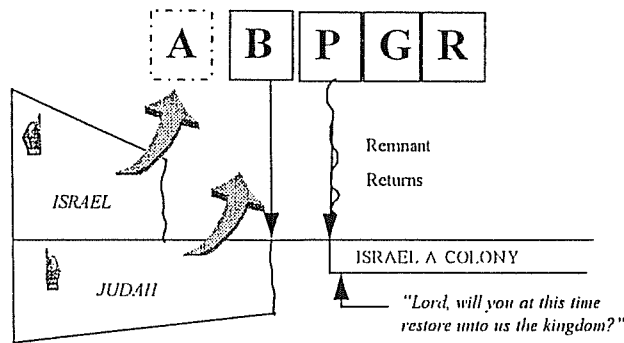 A B P G R
Remnant
Returns
ISRAEL
ISRAEL A COLONY
JUDAH
"Lord, will you at this time
restore unto us the kingdom?"